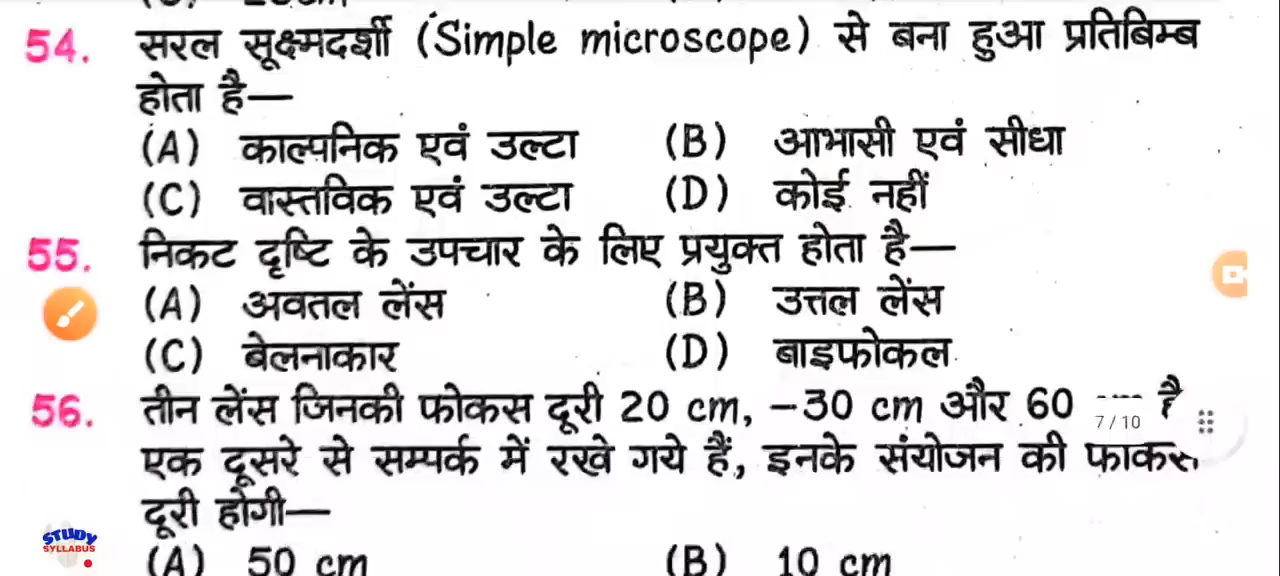 54. सरल सूक्ष्मदर्शी (Simple microscope) से बना हुआ प्रतिबिम्ब
होता है—
(A) काल्पनिक एवं उल्टा (B) आभासी एवं सीधा
(C) वास्तविक एवं उल्टा (D) कोई नहीं
55. निकट दृष्टि के उपचार के लिए प्रयुक्त होता है—
(A) अवतल लेंस (B) उत्तल लेंस
(C) बेलनाकार (D) बाइफोकल
56. तीन लेंस जिनकी फोकस दूरी 20 cm, −30 cm और 60
7 / 10
एक दूसरे से सम्पर्क में रखे गये हैं, इनके संयोजन की
दूरी होगी—
STUDY
SYLLABUS
(A) 50 cm (B) 10 cm